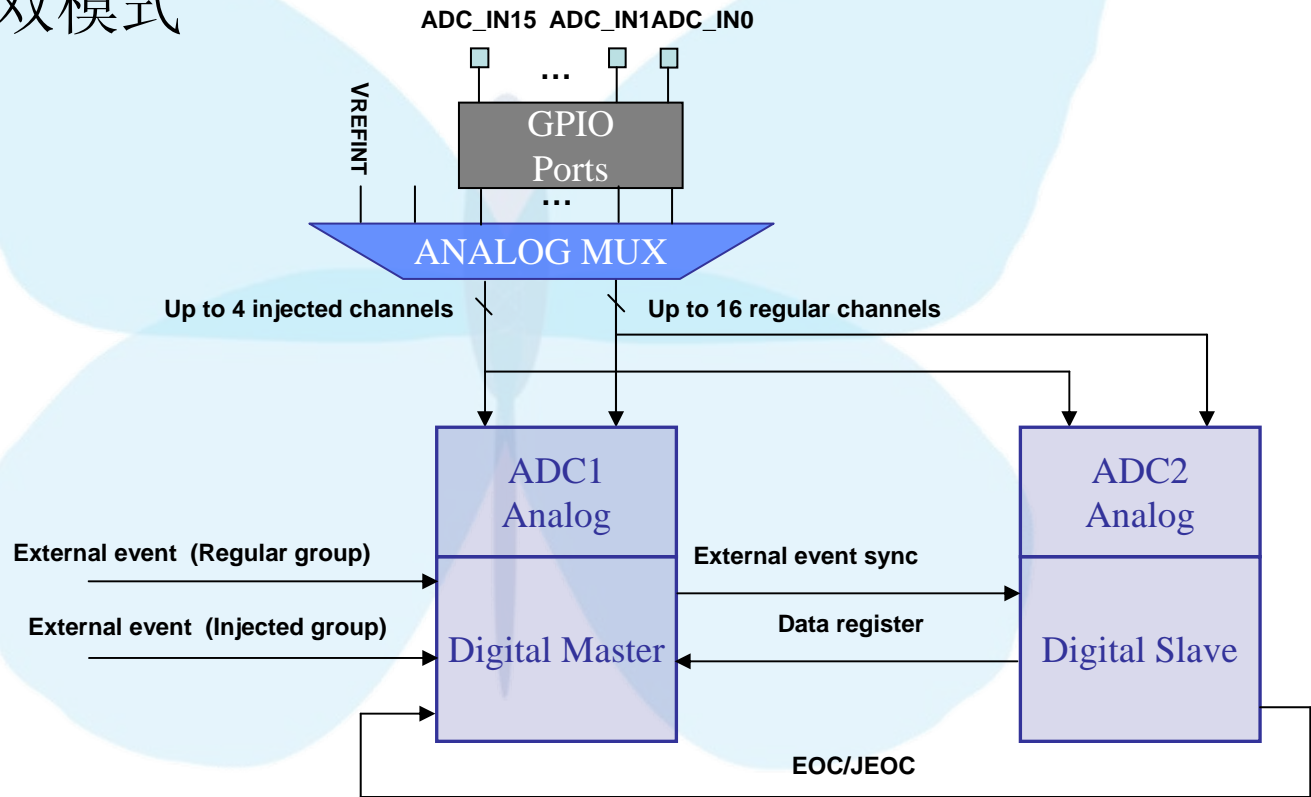 双模式
ADC_IN15 ADC_IN1ADC_IN0
...
VREFINT
GPIO
Ports
...
ANALOG MUX
Up to 4 injected channels
Up to 16 regular channels
ADC1
Analog
ADC2
Analog
External event (Regular group)
External event sync
External event (Injected group)
Data register
Digital Master
Digital Slave
EOC/JEOC